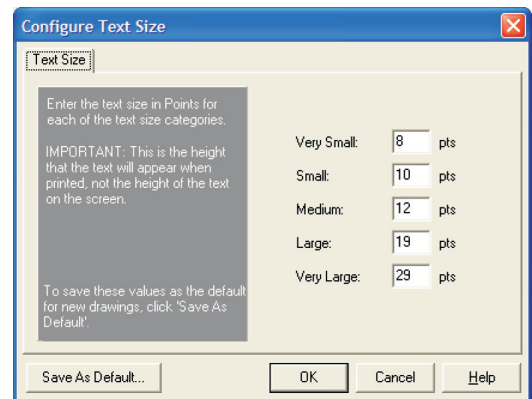 Configure Text Size
Text Size
Enter the text size in Points for
each of the text size categories.
IMPORTANT: This is the height
that the text will appear when
printed, not the height of the text
on the screen.
To save these values as the default
for new drawings, click 'Save As
Default'.
Very Small: 8 pts
Small: 10 pts
Medium: 12 pts
Large: 19 pts
Very Large: 29 pts
Save As Default... OK Cancel Help